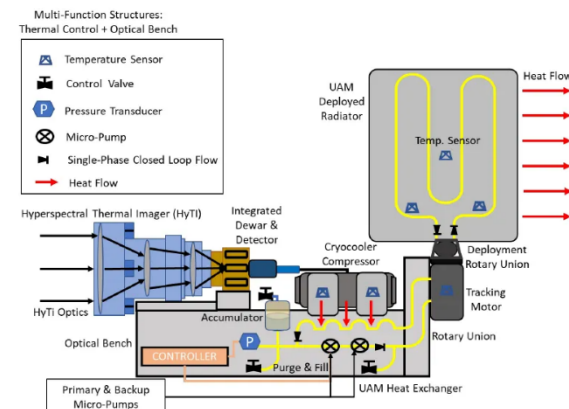 Multi-Function Structures:
Thermal Control + Optical Bench
Temperature Sensor
Control Valve
P
Pressure Transducer
Micro-Pump
Single-Phase Closed Loop Flow
Heat Flow
UAM
Deployed
Radiator
Heat Flow
Temp. Sensor
Hyperspectral Thermal Imager (HyTI)
Integrated
Dewar &
Detector
Cryocooler
Compressor
Deployment
Rotary Union
Tracking
Motor
HyTi Optics
Accumulator
Rotary Union
Optical Bench
CONTROLLER
P
Purge & Fill
UAM Heat Exchanger
Primary & Backup
Micro-Pumps